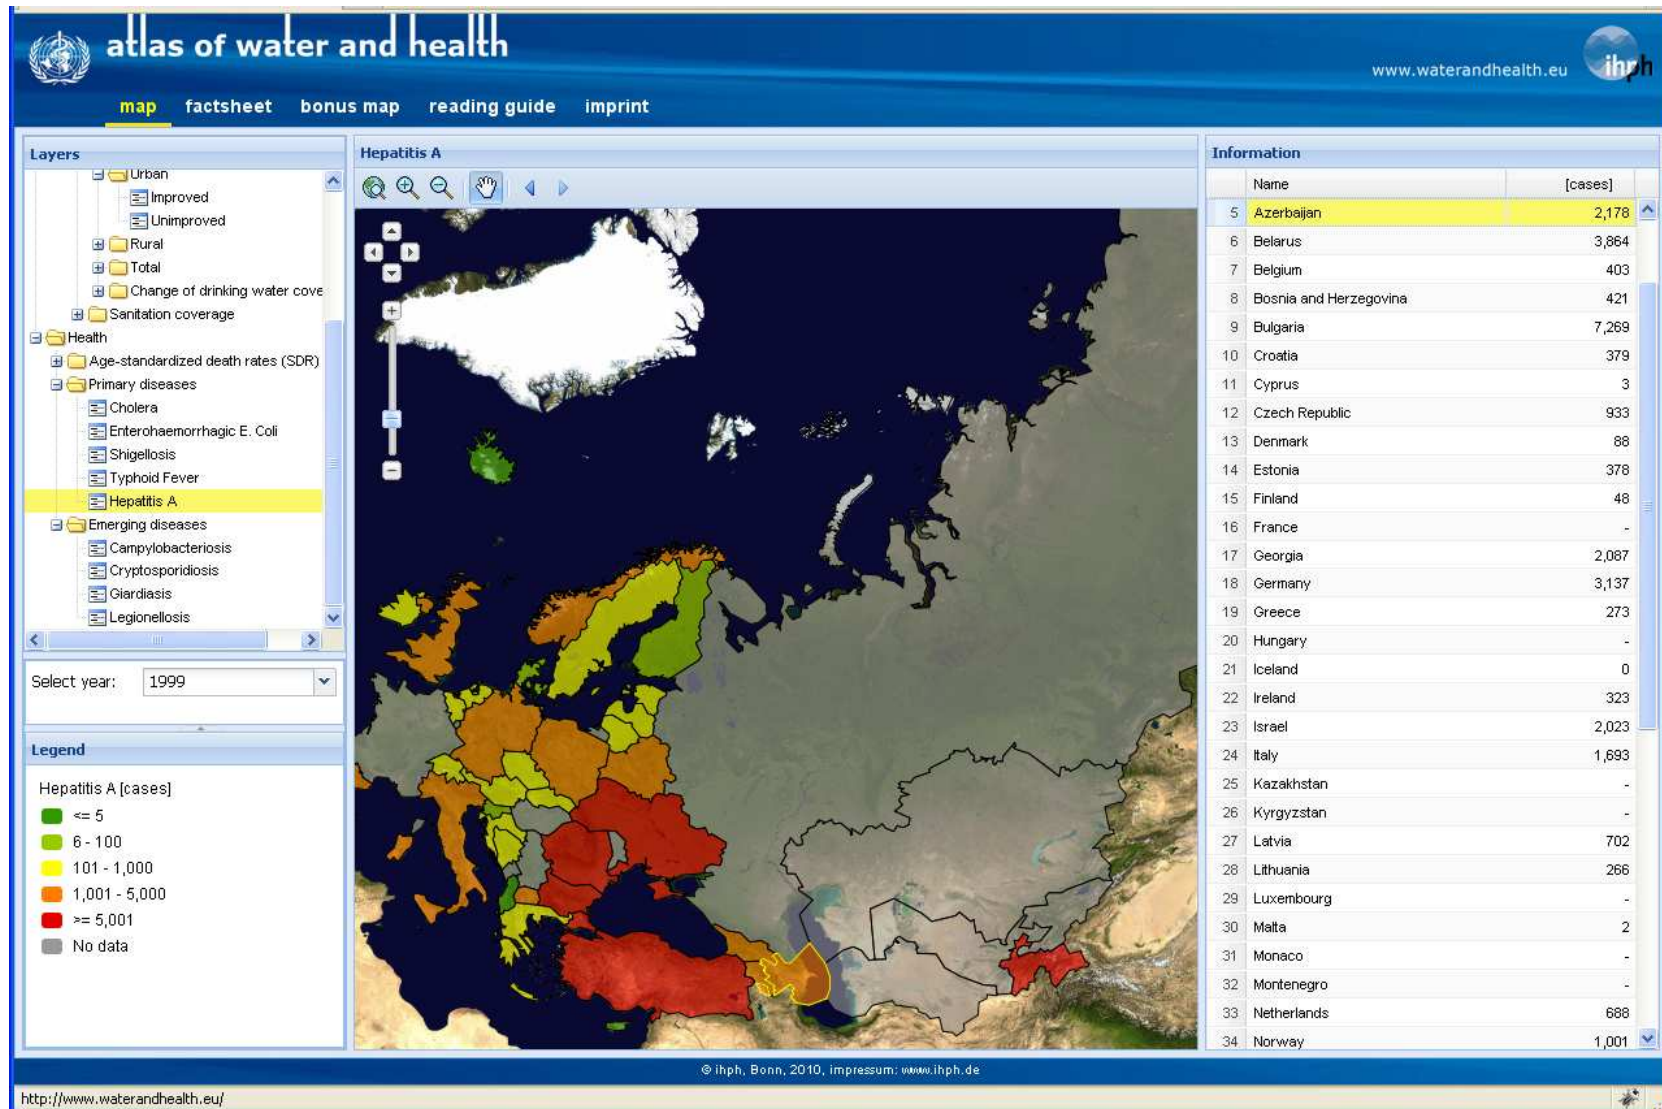 atlas of water and health
www.waterandhealth.eu
ihph
map factsheet bonus map reading guide imprint
Layers
Urban
Improved
Unimproved
Rural
Total
Change of drinking water cove
Sanitation coverage
Health
Age-standardized death rates (SDR)
Primary diseases
Cholera
Enterohaemorrhagic E. Coli
Shigellosis
Typhoid Fever
Hepatitis A
Emerging diseases
Campylobacteriosis
Cryptosporidiosis
Giardiasis
Legionellosis
Select year: 1999
Legend
Hepatitis A [cases]
<= 5
6 - 100
101 - 1,000
1,001 - 5,000
>= 5,001
No data
Hepatitis A
Information
Name [cases]
5 Azerbaijan 2,178
6 Belarus 3,864
7 Belgium 403
8 Bosnia and Herzegovina 421
9 Bulgaria 7,269
10 Croatia 379
11 Cyprus 3
12 Czech Republic 933
13 Denmark 88
14 Estonia 378
15 Finland 48
16 France -
17 Georgia 2,087
18 Germany 3,137
19 Greece 273
20 Hungary -
21 Iceland 0
22 Ireland 323
23 Israel 2,023
24 Italy 1,693
25 Kazakhstan -
26 Kyrgyzstan -
27 Latvia 702
28 Lithuania 266
29 Luxembourg -
30 Malta 2
31 Monaco -
32 Montenegro -
33 Netherlands 688
34 Norway 1,001
© ihph, Bonn, 2010, impressum: www.ihph.de
http://www.waterandhealth.eu/